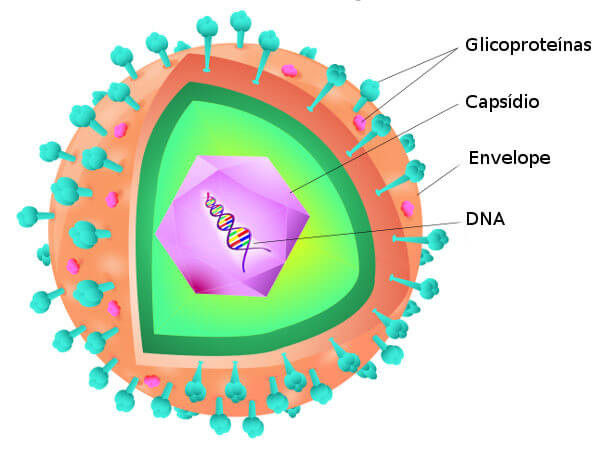 Glicoproteínas
Capsídio
Envelope
DNA